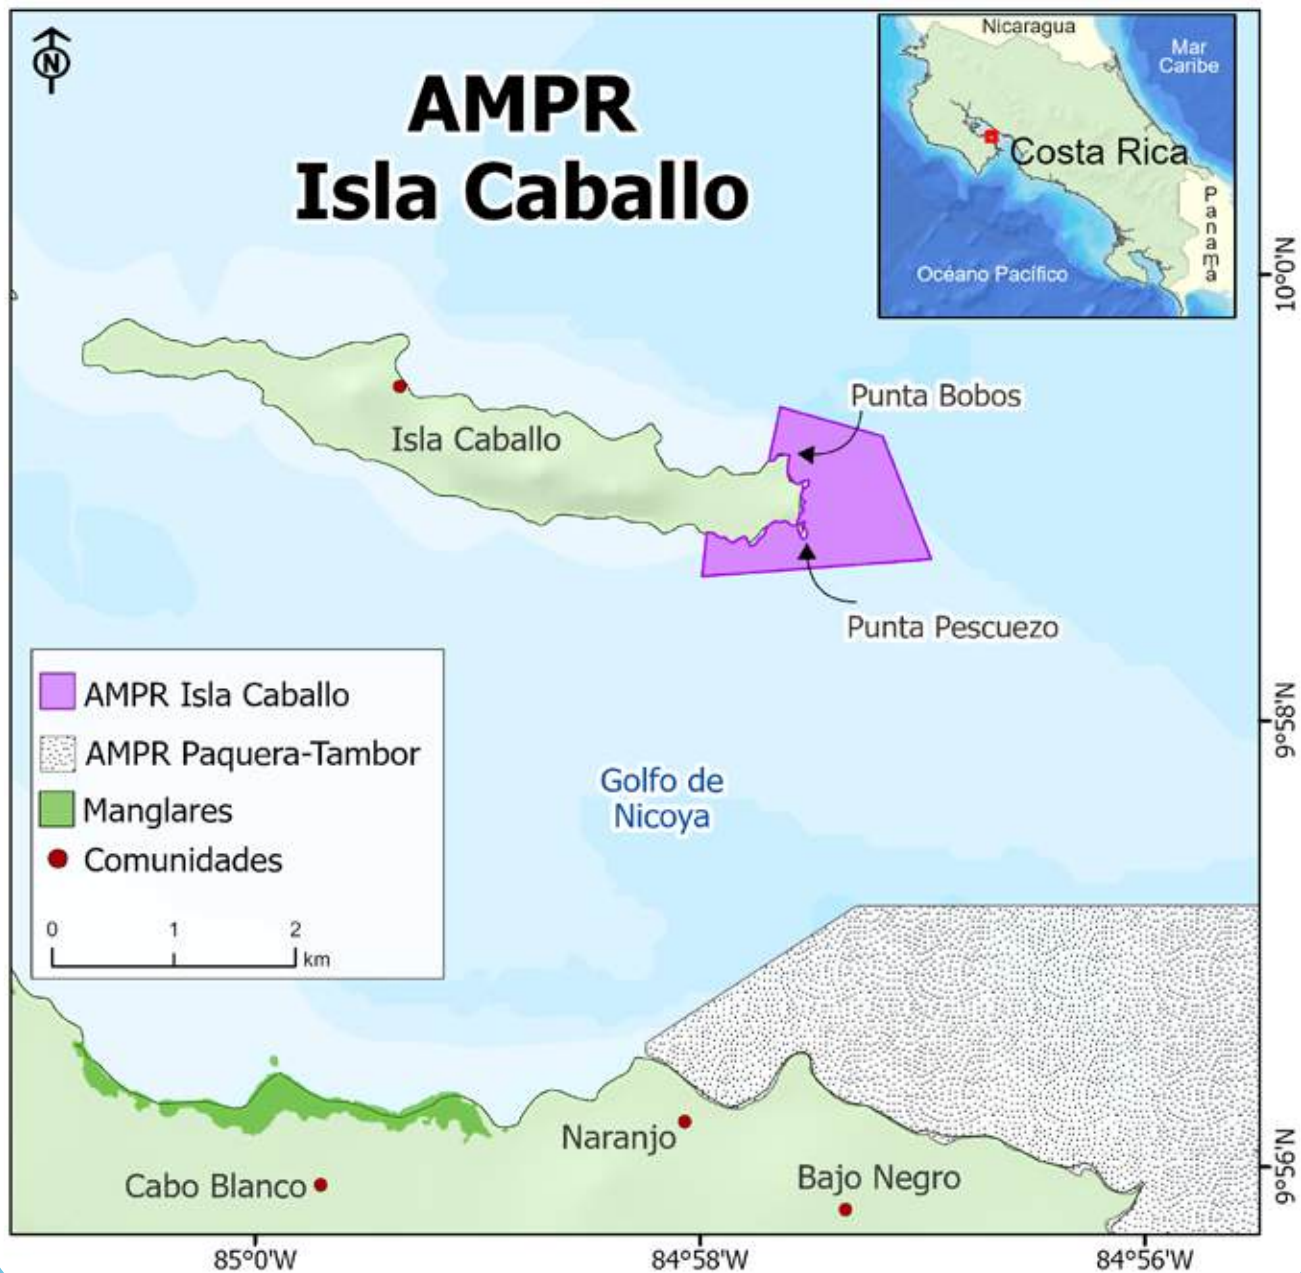 N
AMPR
Isla Caballo
Nicaragua
Mar
Caribe
Costa Rica
Panamá
Océano Pacífico
10°0'N
Punta Bobos
Isla Caballo
Punta Pescuezo
AMPR Isla Caballo
AMPR Paquera-Tambor
Manglares
Comunidades
0 1 2
km
9°58'N
Golfo de
Nicoya
Naranjo
Cabo Blanco
Bajo Negro
9°56'N
85°0'W 84°58'W 84°56'W